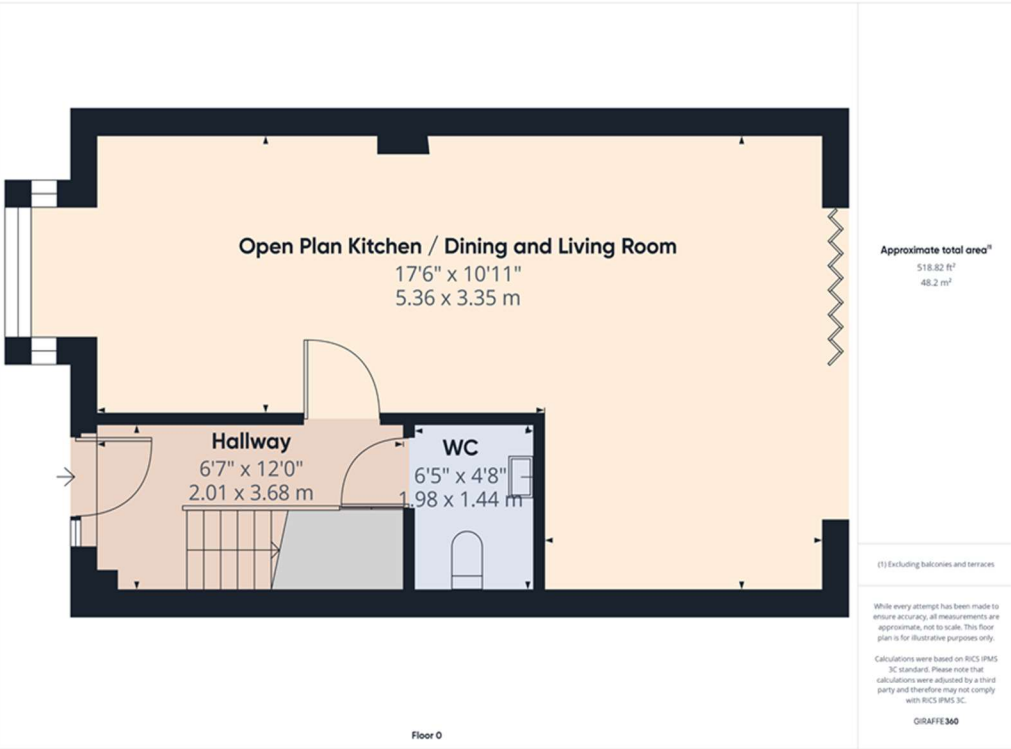 Open Plan Kitchen / Dining and Living Room
17'6" x 10'11"
5.36 x 3.35 m
Hallway
6'7" x 12'0"
2.01 x 3.68 m
WC
6'5" x 4'8"
1.98 x 1.44 m
Floor 0
Approximate total area⁽¹⁾
518.82 ft²
48.2 m²
(1) Excluding balconies and terraces
While every attempt has been made to
ensure accuracy, all measurements are
approximate, not to scale. This floor
plan is for illustrative purposes only.
Calculations were based on RICS IPMS
3C standard. Please note that
calculations were adjusted by a third
party and therefore may not comply
with RICS IPMS 3C.
GIRAFFE360